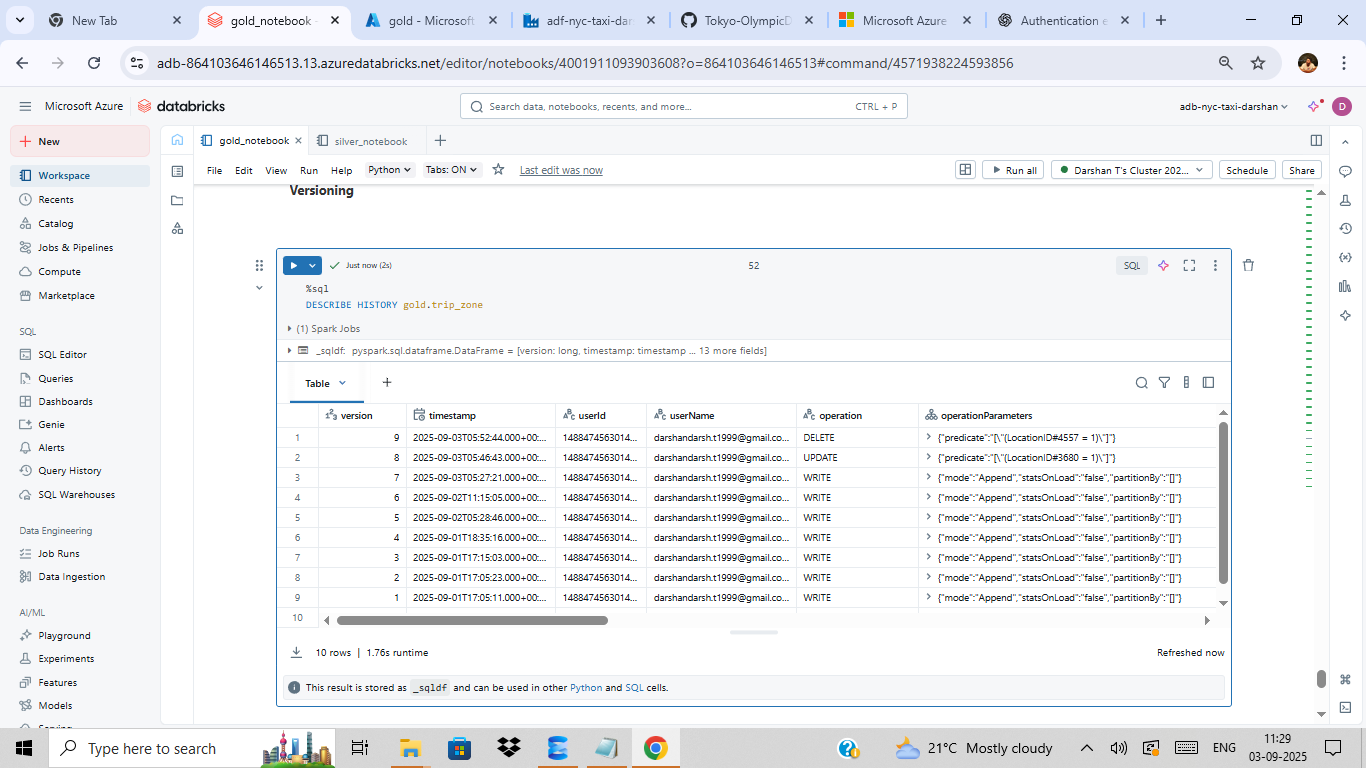 New Tab
gold_notebook -
gold - Microsoft
adf-nyc-taxi-dar
Tokyo-OlympicD
Microsoft Azure
Authentication e
adb-864103646146513.13.azuredatabricks.net/editor/notebooks/4001911093903608?o=864103646146513#command/4571938224593856
Microsoft Azure
databricks
Search data, notebooks, recents, and more...
CTRL + P
adb-nyc-taxi-darshan
D
New
Workspace
Recents
Catalog
Jobs & Pipelines
Compute
Marketplace
SQL
SQL Editor
Queries
Dashboards
Genie
Alerts
Query History
SQL Warehouses
Data Engineering
Job Runs
Data Ingestion
AI/ML
Playground
Experiments
Features
Models
Serving
gold_notebook
silver_notebook
File Edit View Run Help Python Tabs: ON Last edit was now
Run all
Darshan T's Cluster 202...
Schedule
Share
Versioning
Just now (2s)
52
SQL
%sql
DESCRIBE HISTORY gold.trip_zone
(1) Spark Jobs
_sqldf: pyspark.sql.dataframe.DataFrame = [version: long, timestamp: timestamp ... 13 more fields]
Table
version timestamp userId userName operation operationParameters
1 9 2025-09-03T05:52:44.000+00:... 1488474563014... darshandarsh.t1999@gmail.co... DELETE {"predicate":"[\"(LocationID#4557 = 1)\"]"}
2 8 2025-09-03T05:46:43.000+00:... 1488474563014... darshandarsh.t1999@gmail.co... UPDATE {"predicate":"[\"(LocationID#3680 = 1)\"]"}
3 7 2025-09-03T05:27:21.000+00:... 1488474563014... darshandarsh.t1999@gmail.co... WRITE {"mode":"Append","statsOnLoad":"false","partitionBy":"[]"}
4 6 2025-09-02T11:15:05.000+00:... 1488474563014... darshandarsh.t1999@gmail.co... WRITE {"mode":"Append","statsOnLoad":"false","partitionBy":"[]"}
5 5 2025-09-02T05:28:46.000+00:... 1488474563014... darshandarsh.t1999@gmail.co... WRITE {"mode":"Append","statsOnLoad":"false","partitionBy":"[]"}
6 4 2025-09-01T18:35:16.000+00:... 1488474563014... darshandarsh.t1999@gmail.co... WRITE {"mode":"Append","statsOnLoad":"false","partitionBy":"[]"}
7 3 2025-09-01T17:15:03.000+00:... 1488474563014... darshandarsh.t1999@gmail.co... WRITE {"mode":"Append","statsOnLoad":"false","partitionBy":"[]"}
8 2 2025-09-01T17:05:23.000+00:... 1488474563014... darshandarsh.t1999@gmail.co... WRITE {"mode":"Append","statsOnLoad":"false","partitionBy":"[]"}
9 1 2025-09-01T17:05:11.000+00:... 1488474563014... darshandarsh.t1999@gmail.co... WRITE {"mode":"Append","statsOnLoad":"false","partitionBy":"[]"}
10
10 rows | 1.76s runtime
Refreshed now
This result is stored as _sqldf and can be used in other Python and SQL cells.
Type here to search
21°C Mostly cloudy
ENG
11:29
03-09-2025